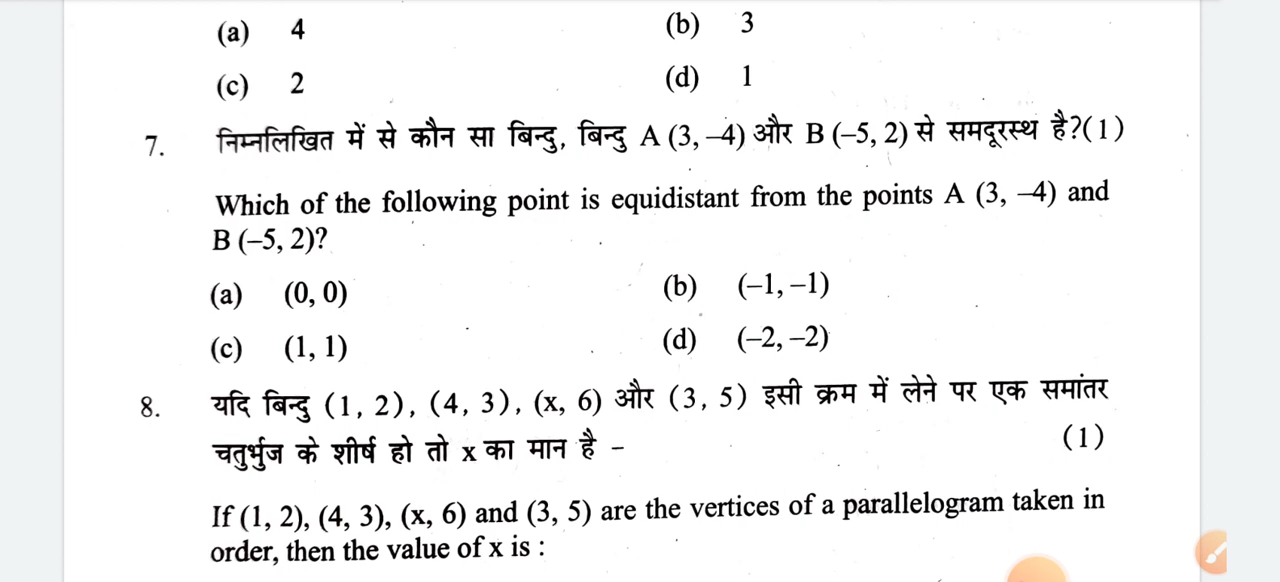 (a) 4 (b) 3
(c) 2 (d) 1
7. निम्नलिखित में से कौन सा बिन्दु, बिन्दु A (3, –4) और B (–5, 2) से समदूरस्थ है?(1)
Which of the following point is equidistant from the points A (3, –4) and
B (–5, 2)?
(a) (0, 0) (b) (–1, –1)
(c) (1, 1) (d) (–2, –2)
8. यदि बिन्दु (1, 2), (4, 3), (x, 6) और (3, 5) इसी क्रम में लेने पर एक समांतर
चतुर्भुज के शीर्ष हो तो x का मान है – (1)
If (1, 2), (4, 3), (x, 6) and (3, 5) are the vertices of a parallelogram taken in
order, then the value of x is :